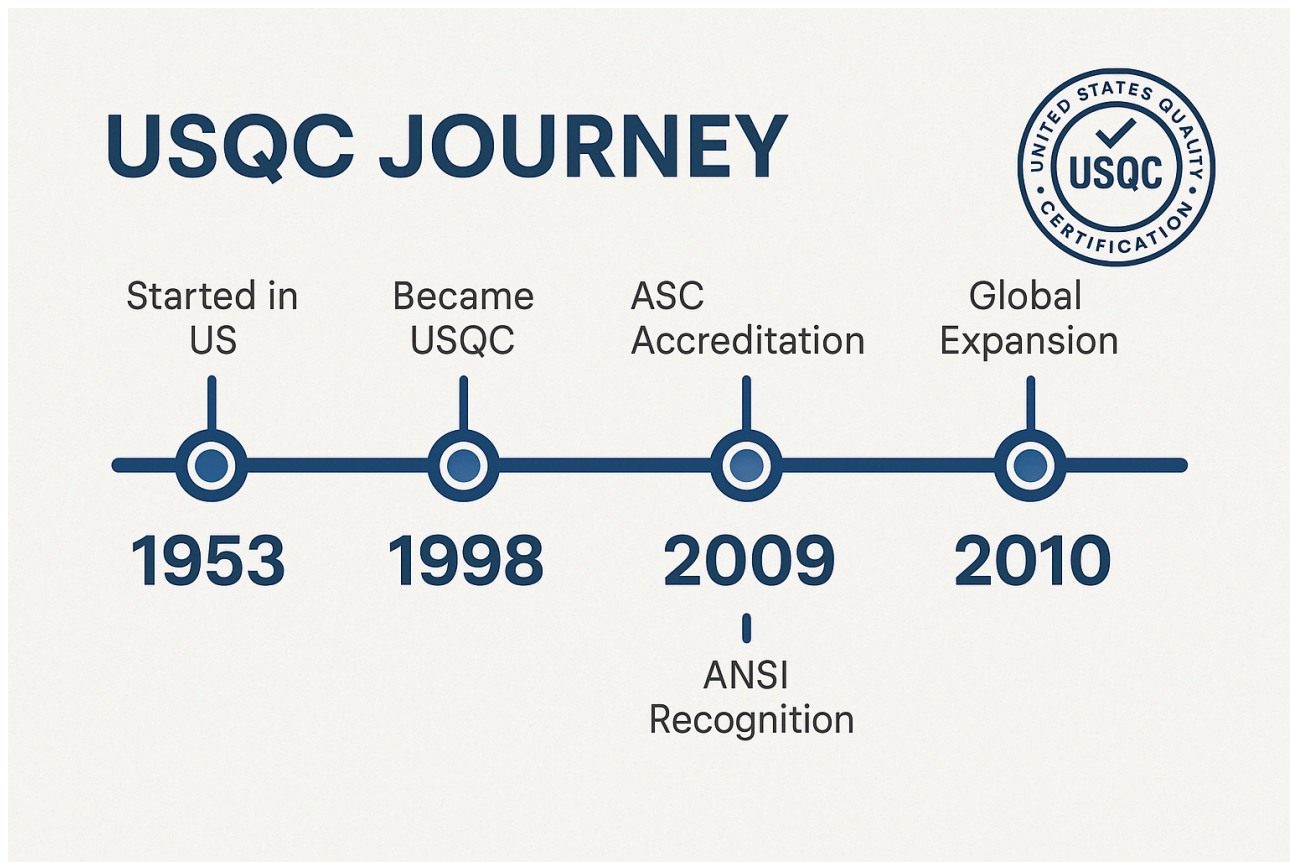 USQC JOURNEY
UNITED STATES QUALITY
USQC
• CERTIFICATION •
Started in
US
Became
USQC
ASC
Accreditation
Global
Expansion
1953
1998
2009
2010
ANSI
Recognition